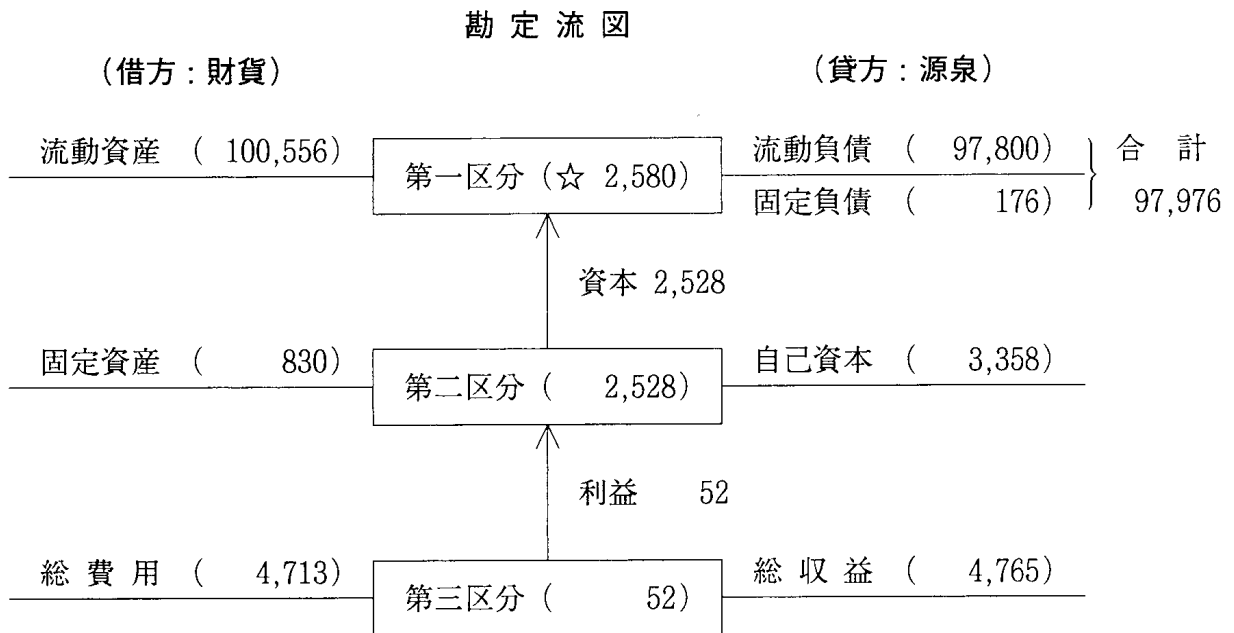 勘定流図
（借方：財貨） （貸方：源泉）
流動資産 （ 100,556） 第一区分（☆ 2,580） 流動負債 （ 97,800） 合 計
固定負債 （ 176） 97,976
資本 2,528
固定資産 （ 830） 第二区分（ 2,528） 自己資本 （ 3,358）
利益 52
総費用 （ 4,713） 第三区分（ 52） 総収益 （ 4,765）